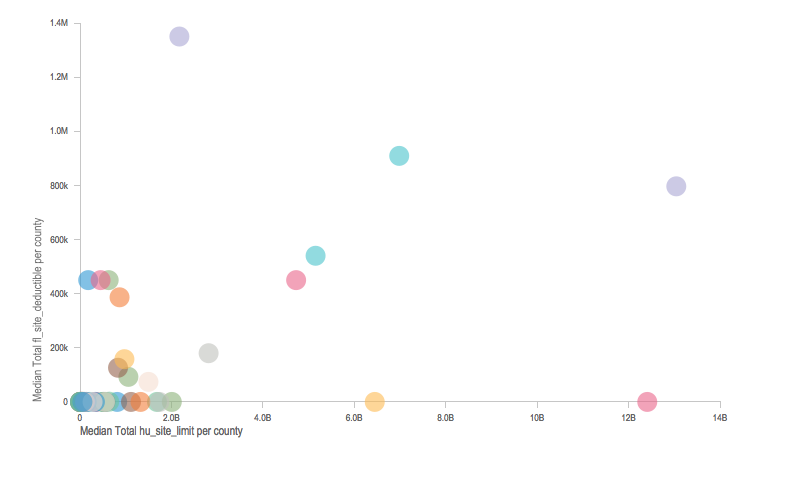 1.4M
1.2M
1.0M
800k
600k
400k
200k
0
Median Total fl_site_deductible per county
0 2.0B 4.0B 6.0B 8.0B 10B 12B 14B
Median Total hu_site_limit per county